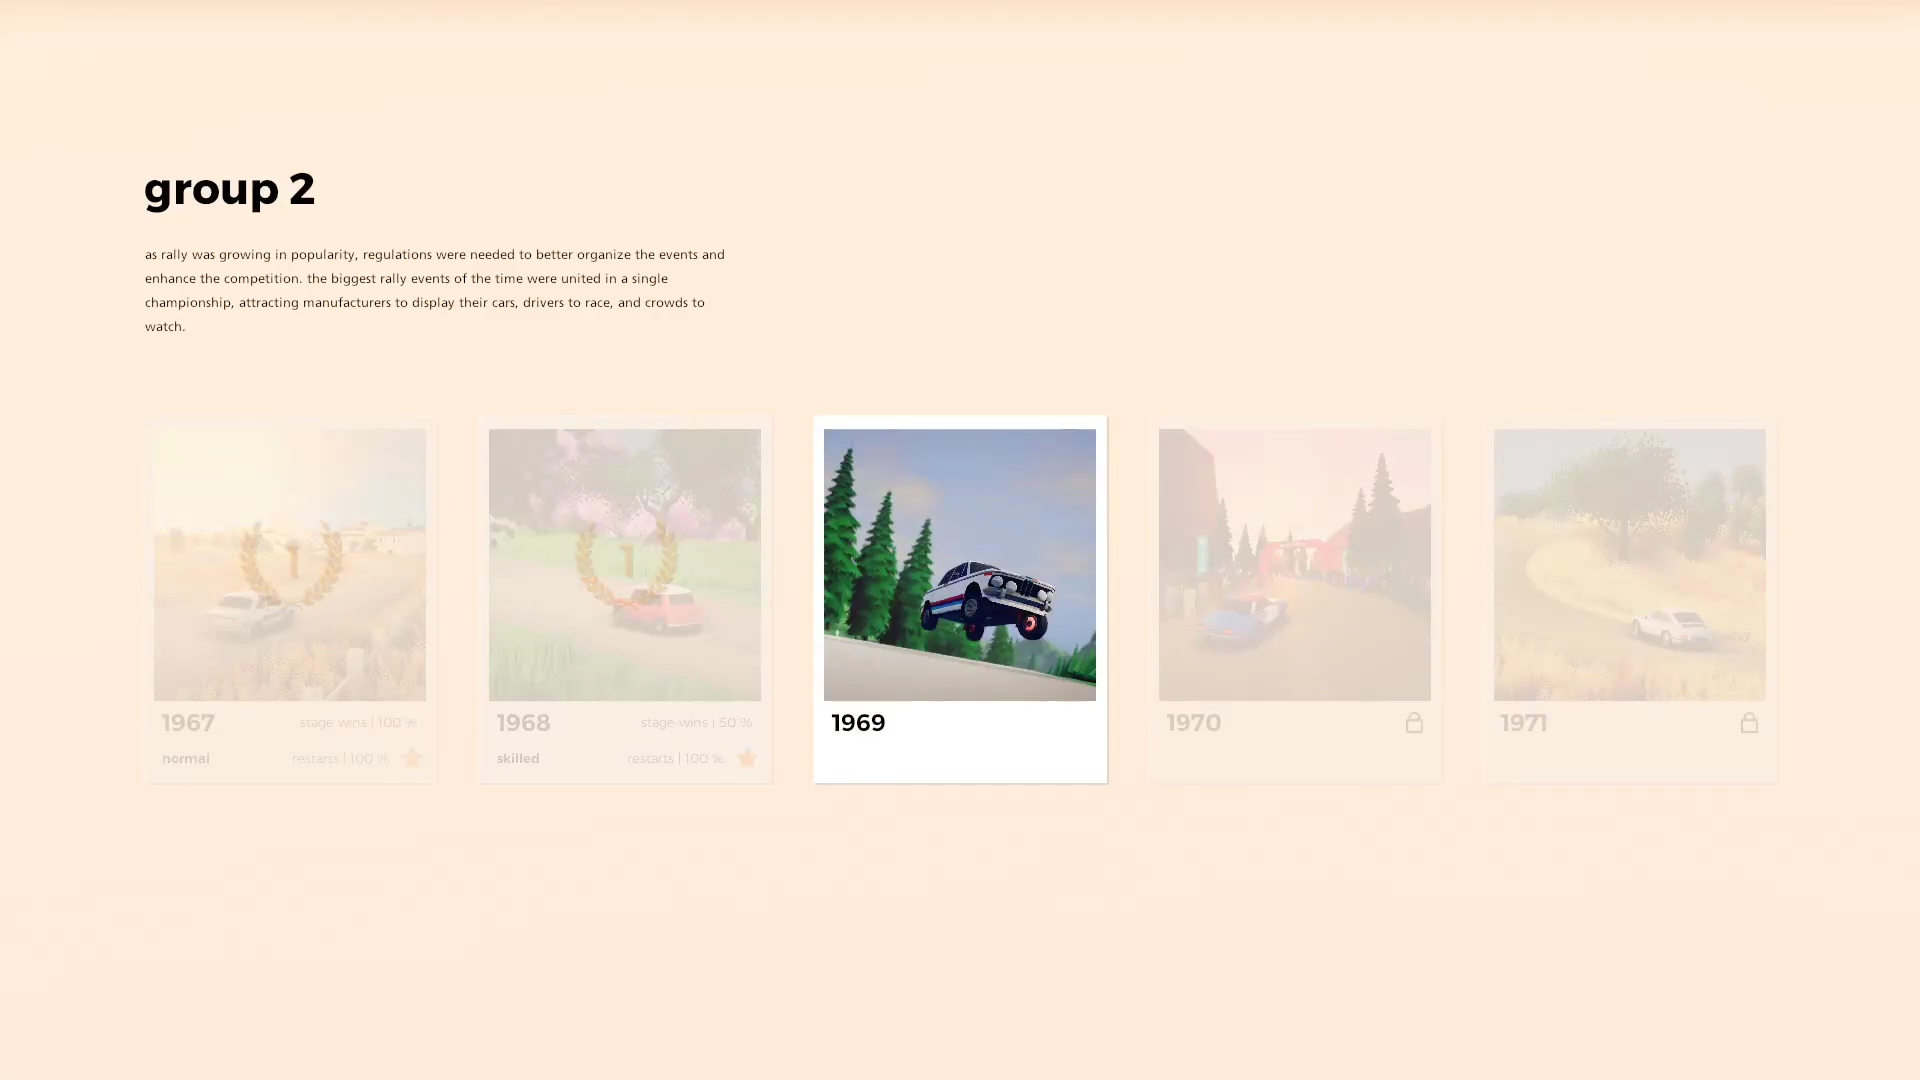 group 2
as rally was growing in popularity, regulations were needed to better organize the events and
enhance the competition. the biggest rally events of the time were united in a single
championship, attracting manufacturers to display their cars, drivers to race, and crowds to
watch.
1
1
1967 stage wins | 100 %
normal restarts | 100 %
1968 stage wins | 50 %
skilled restarts | 100 %
1969
1970
1971